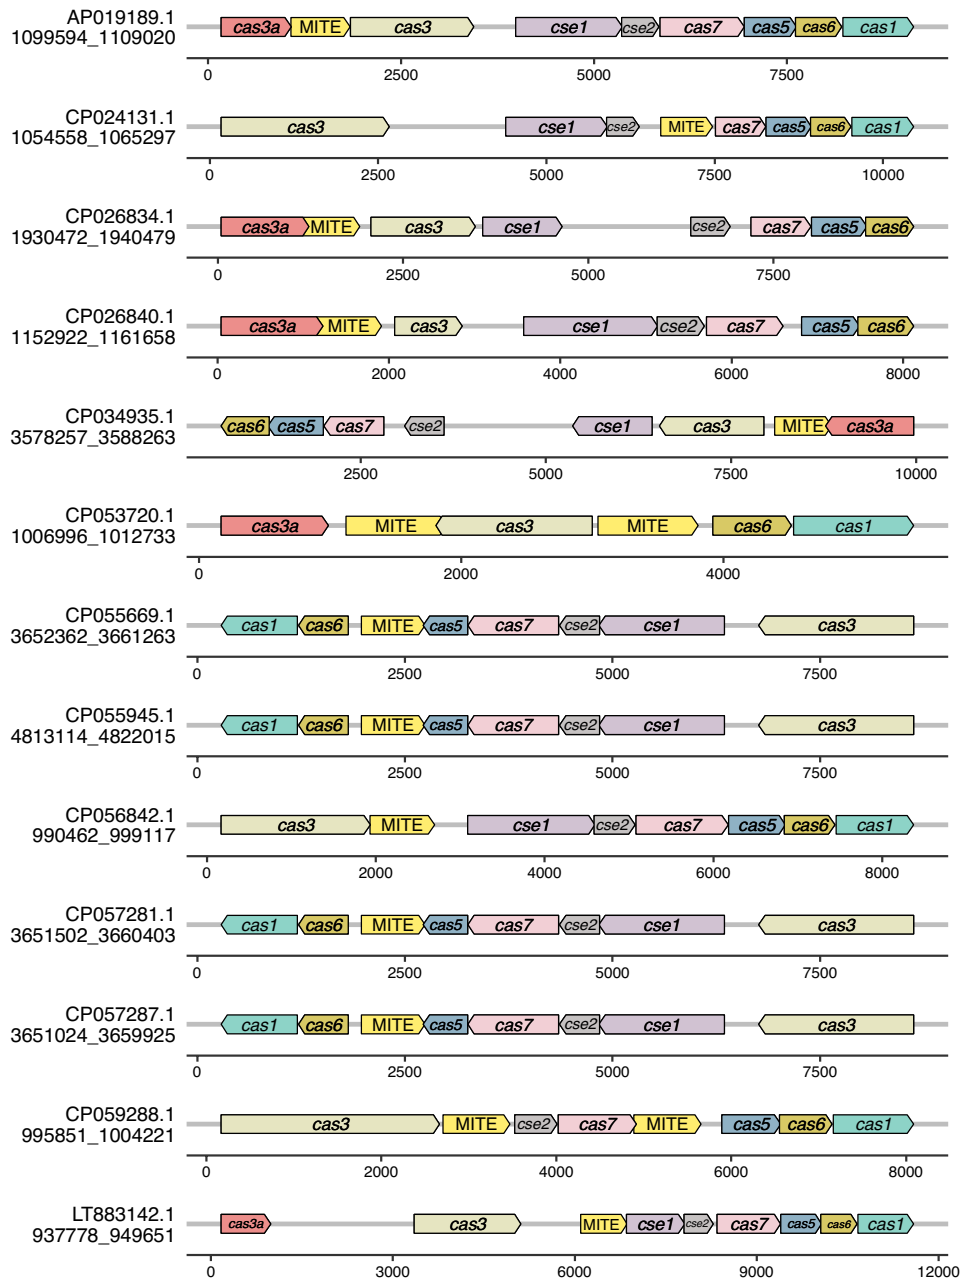 AP019189.1
1099594_1109020
cas3a MITE cas3 cse1 cse2 cas7 cas5 cas6 cas1
0 2500 5000 7500
CP024131.1
1054558_1065297
cas3 cse1 cse2 MITE cas7 cas5 cas6 cas1
0 2500 5000 7500 10000
CP026834.1
1930472_1940479
cas3a MITE cas3 cse1 cse2 cas7 cas5 cas6
0 2500 5000 7500
CP026840.1
1152922_1161658
cas3a MITE cas3 cse1 cse2 cas7 cas5 cas6
0 2000 4000 6000 8000
CP034935.1
3578257_3588263
cas6 cas5 cas7 cse2 cse1 cas3 MITE cas3a
2500 5000 7500 10000
CP053720.1
1006996_1012733
cas3a MITE cas3 MITE cas6 cas1
0 2000 4000
CP055669.1
3652362_3661263
cas1 cas6 MITE cas5 cas7 cse2 cse1 cas3
0 2500 5000 7500
CP055945.1
4813114_4822015
cas1 cas6 MITE cas5 cas7 cse2 cse1 cas3
0 2500 5000 7500
CP056842.1
990462_999117
cas3 MITE cse1 cse2 cas7 cas5 cas6 cas1
0 2000 4000 6000 8000
CP057281.1
3651502_3660403
cas1 cas6 MITE cas5 cas7 cse2 cse1 cas3
0 2500 5000 7500
CP057287.1
3651024_3659925
cas1 cas6 MITE cas5 cas7 cse2 cse1 cas3
0 2500 5000 7500
CP059288.1
995851_1004221
cas3 MITE cse2 cas7 MITE cas5 cas6 cas1
0 2000 4000 6000 8000
LT883142.1
937778_949651
cas3a cas3 MITE cse1 cse2 cas7 cas5 cas6 cas1
0 3000 6000 9000 12000